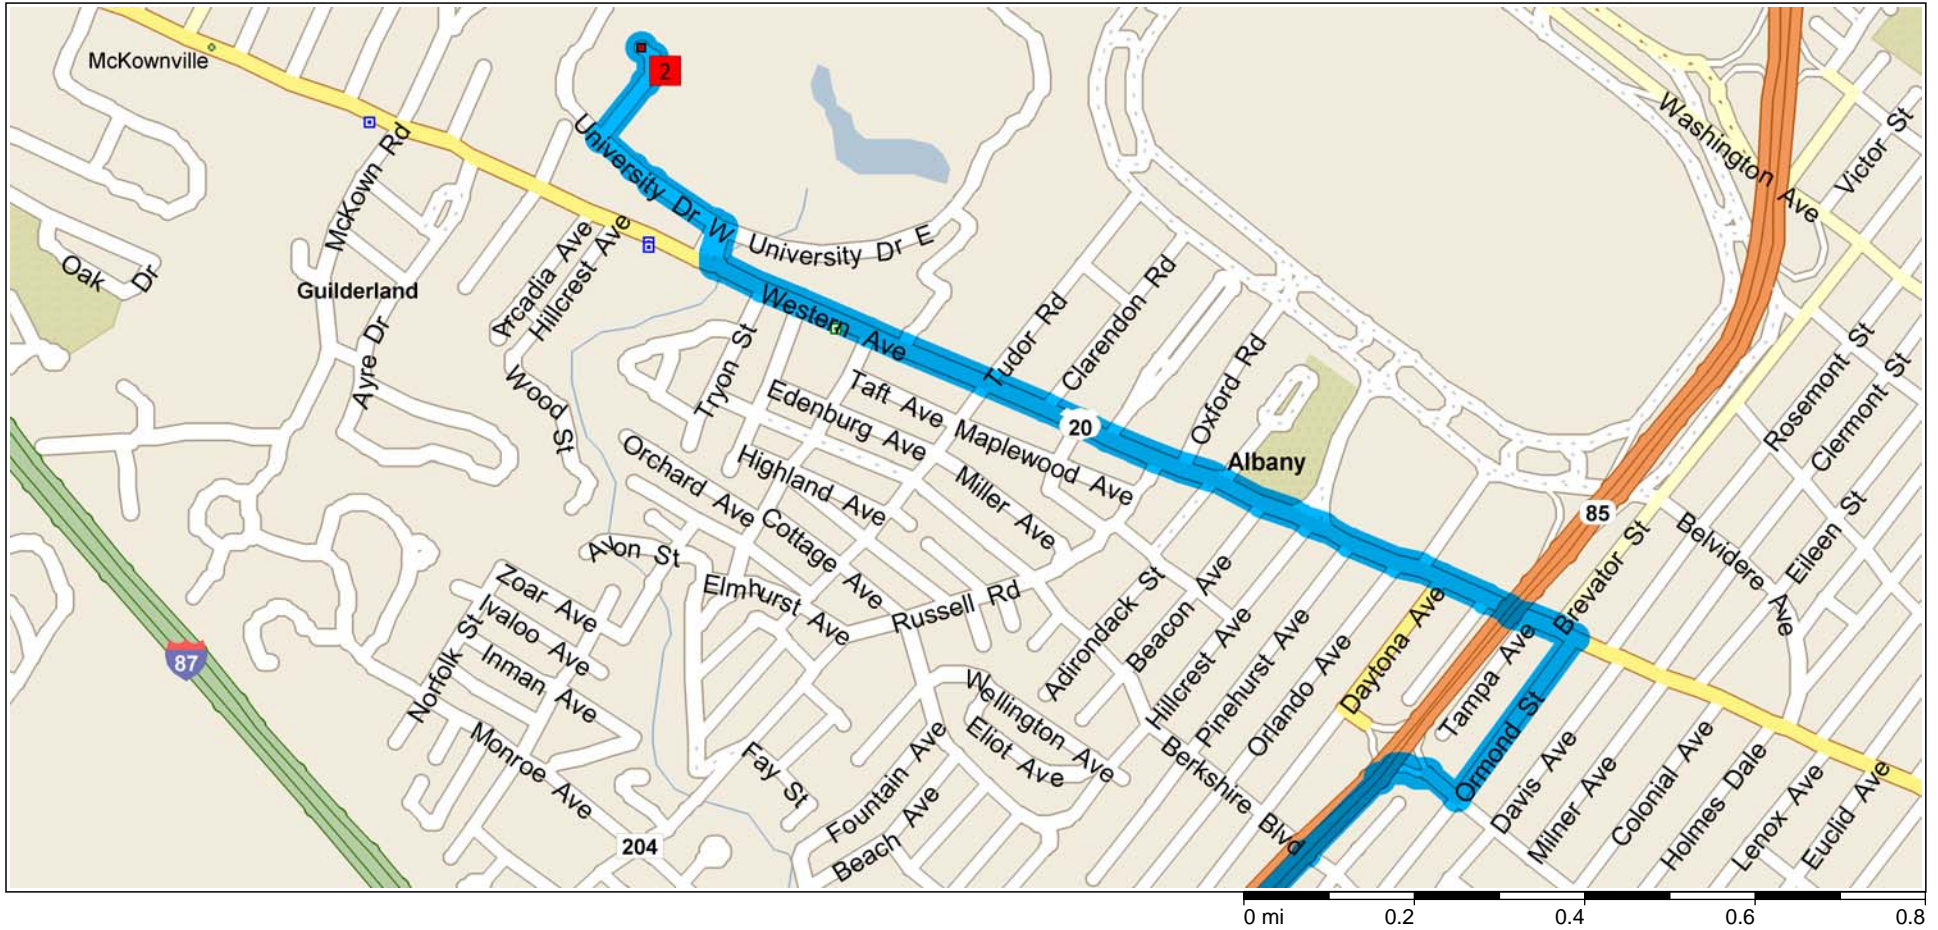 McKownville
2
Washington Ave
Victor St
McKown Rd
University Dr W
University Dr E
Oak Dr
Guilderland
Arcadia Ave
Hillcrest Ave
Ayre Dr
Western Ave
Tudor Rd
Clarendon Rd
Oxford Rd
Rosemont St
Clermont St
Tryon St
Wood St
Taft Ave
Edenburg Ave
Maplewood Ave
20
Albany
Orchard Ave
Highland Ave
Miller Ave
85
Brevator St
Belvidere Ave
Eileen St
Cottage Ave
Avon St
Elmhurst Ave
Russell Rd
Zoar Ave
Ivaloo Ave
Inman Ave
Norfolk St
Monroe Ave
87
Adirondack St
Beacon Ave
Hillcrest Ave
Pinehurst Ave
Orlando Ave
Daytona Ave
Tampa Ave
Ormond St
Wellington Ave
Eliot Ave
Berkshire Blvd
Fay St
Fountain Ave
Beach Ave
204
Davis Ave
Milner Ave
Colonial Ave
Holmes Dale
Lenox Ave
Euclid Ave
0 mi 0.2 0.4 0.6 0.8